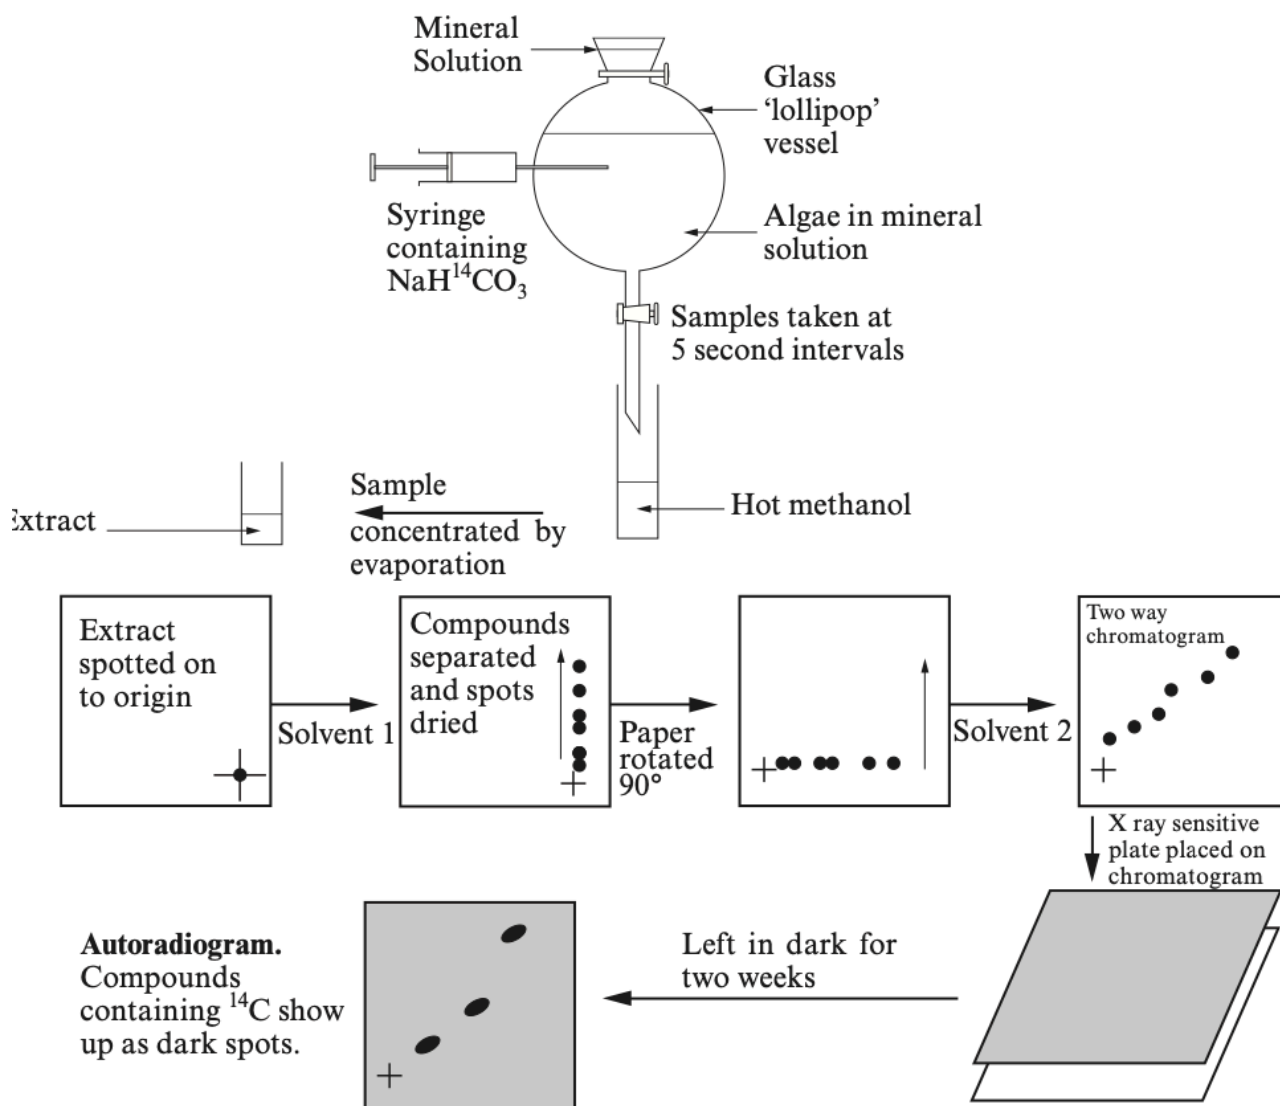 Mineral
Solution
Glass
‘lollipop’
vessel
Syringe
containing
NaH¹⁴CO₃
Algae in mineral
solution
Samples taken at
5 second intervals
Extract
Sample
concentrated by
evaporation
Hot methanol
Extract
spotted on
to origin
Solvent 1
Compounds
separated
and spots
dried
Paper
rotated
90°
Solvent 2
Two way
chromatogram
X ray sensitive
plate placed on
chromatogram
Autoradiogram.
Compounds
containing ¹⁴C show
up as dark spots.
Left in dark for
two weeks